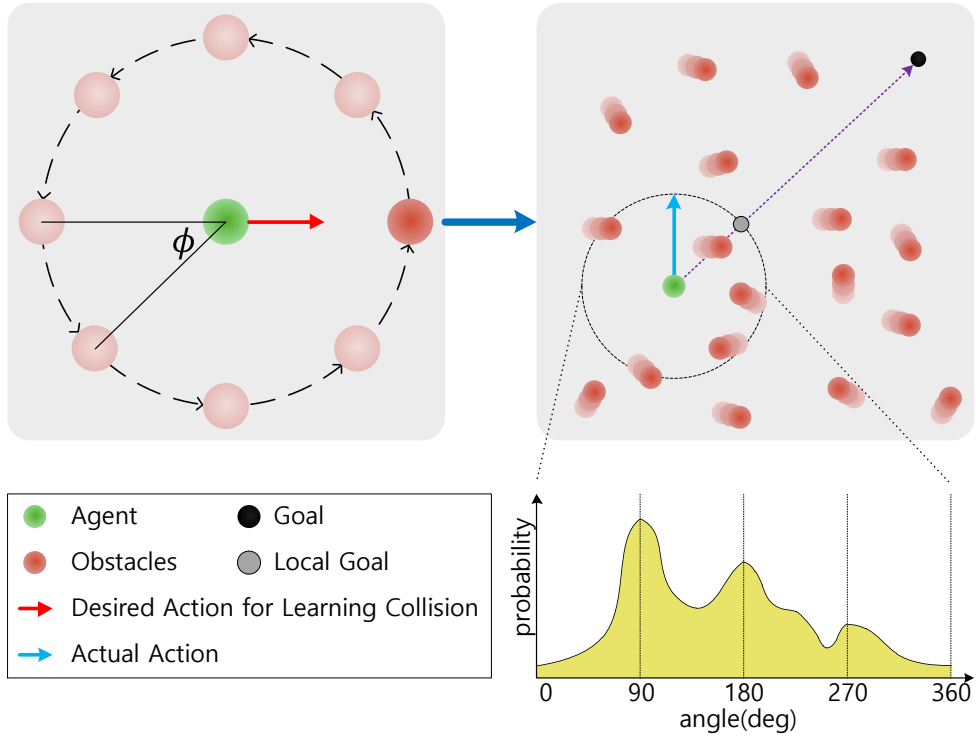 ϕ
Agent
Goal
Obstacles
Local Goal
Desired Action for Learning Collision
Actual Action
probability
0 90 180 270 360
angle(deg)